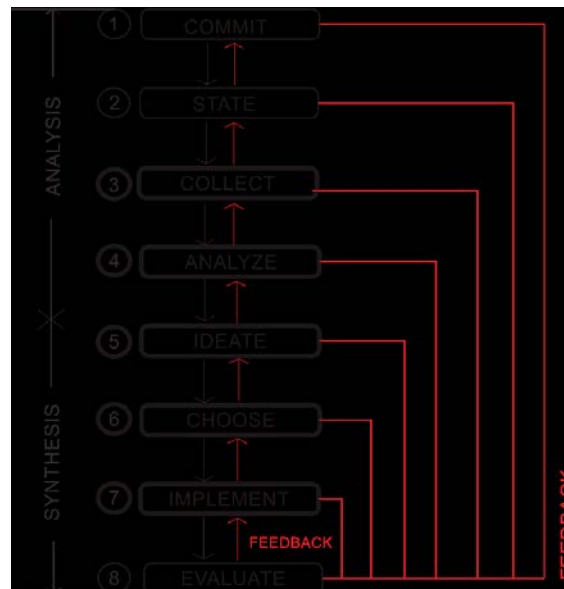 1 COMMIT
2 STATE
3 COLLECT
4 ANALYZE
5 IDEATE
6 CHOOSE
7 IMPLEMENT
FEEDBACK
8 EVALUATE
ANALYSIS
SYNTHESIS
FEEDBACK